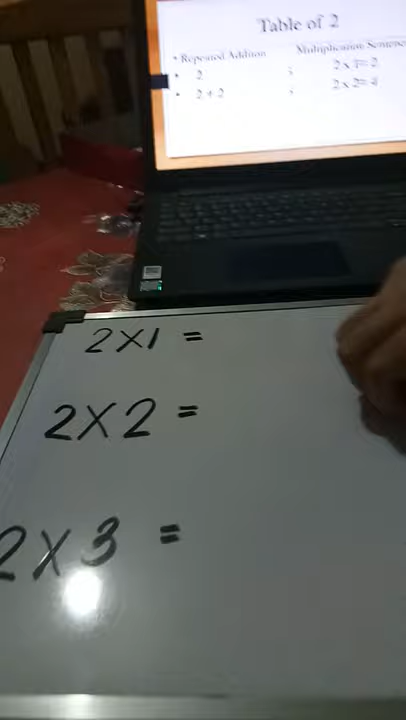 Table of 2
• Repeated Addition Multiplication Sentence
• 2 ; 2 x 1= 2
• 2 + 2 ; 2 x 2= 4
2X1 =
2X2 =
2X3 =